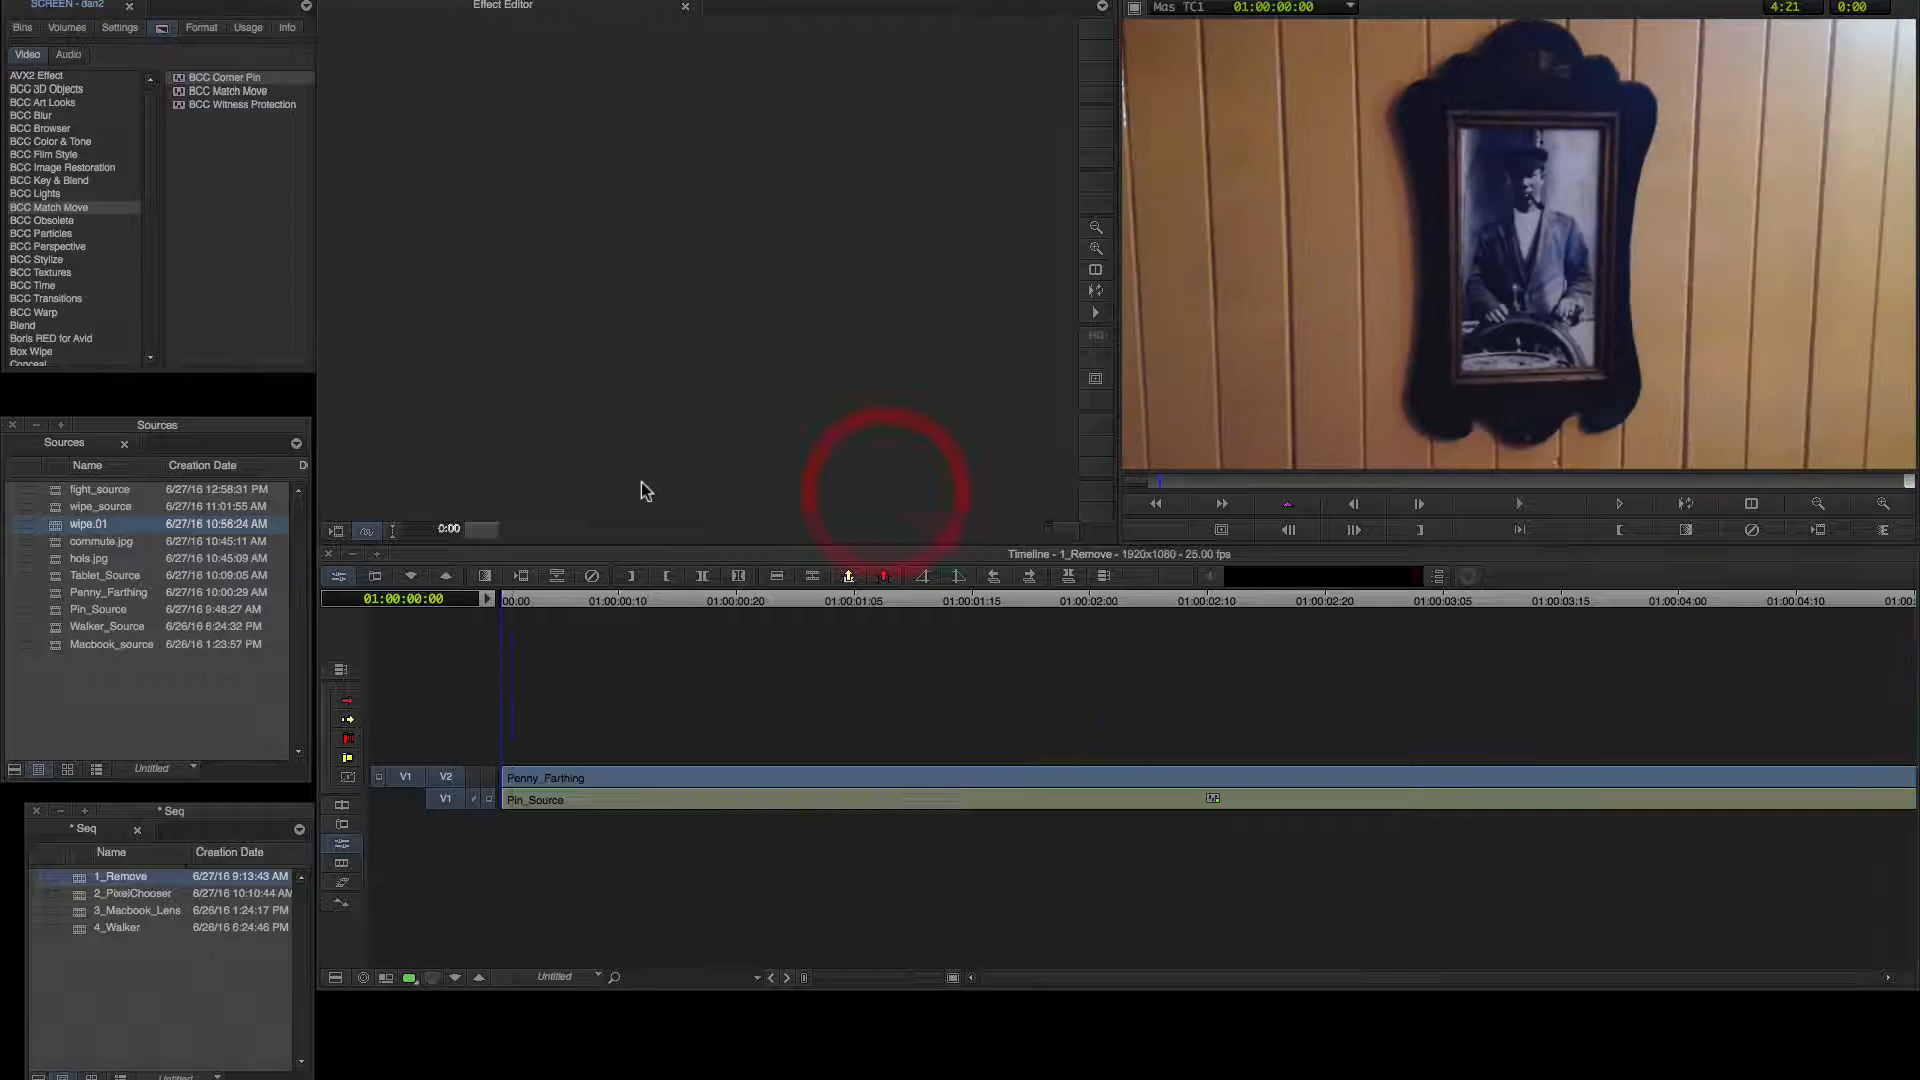 SCREEN - dan2
Effect Editor
Mas TC1 01:00:00:00 4:21 0:00
Bins Volumes Settings Format Usage Info
Video Audio
AVX2 Effect
BCC 3D Objects
BCC Art Looks
BCC Blur
BCC Browser
BCC Color & Tone
BCC Film Style
BCC Image Restoration
BCC Key & Blend
BCC Lights
BCC Match Move
BCC Obsolete
BCC Particles
BCC Perspective
BCC Stylize
BCC Textures
BCC Time
BCC Transitions
BCC Warp
Blend
Boris RED for Avid
Box Wipe
Conceal
BCC Corner Pin
BCC Match Move
BCC Witness Protection
HQ
Sources
Sources
Name Creation Date D
fight_source 6/27/16 12:58:31 PM
wipe_source 6/27/16 11:01:55 AM
wipe.01 6/27/16 10:56:24 AM
commute.jpg 6/27/16 10:45:11 AM
hols.jpg 6/27/16 10:45:09 AM
Tablet_Source 6/27/16 10:09:05 AM
Penny_Farthing 6/27/16 10:00:29 AM
Pin_Source 6/27/16 9:48:27 AM
Walker_Source 6/26/16 6:24:32 PM
Macbook_source 6/26/16 1:23:57 PM
Untitled
0:00
Timeline - 1_Remove - 1920x1080 - 25.00 fps
01:00:00:00
00:00 01:00:00:10 01:00:00:20 01:00:01:05 01:00:01:15 01:00:02:00 01:00:02:10 01:00:02:20 01:00:03:05 01:00:03:15 01:00:04:00 01:00:04:10 01:00:
V1 V2 Penny_Farthing
V1 Pin_Source
Untitled
* Seq
* Seq
Name Creation Date
1_Remove 6/27/16 9:13:43 AM
2_PixelChooser 6/27/16 10:10:44 AM
3_Macbook_Lens 6/26/16 1:24:17 PM
4_Walker 6/26/16 6:24:46 PM
Untitled